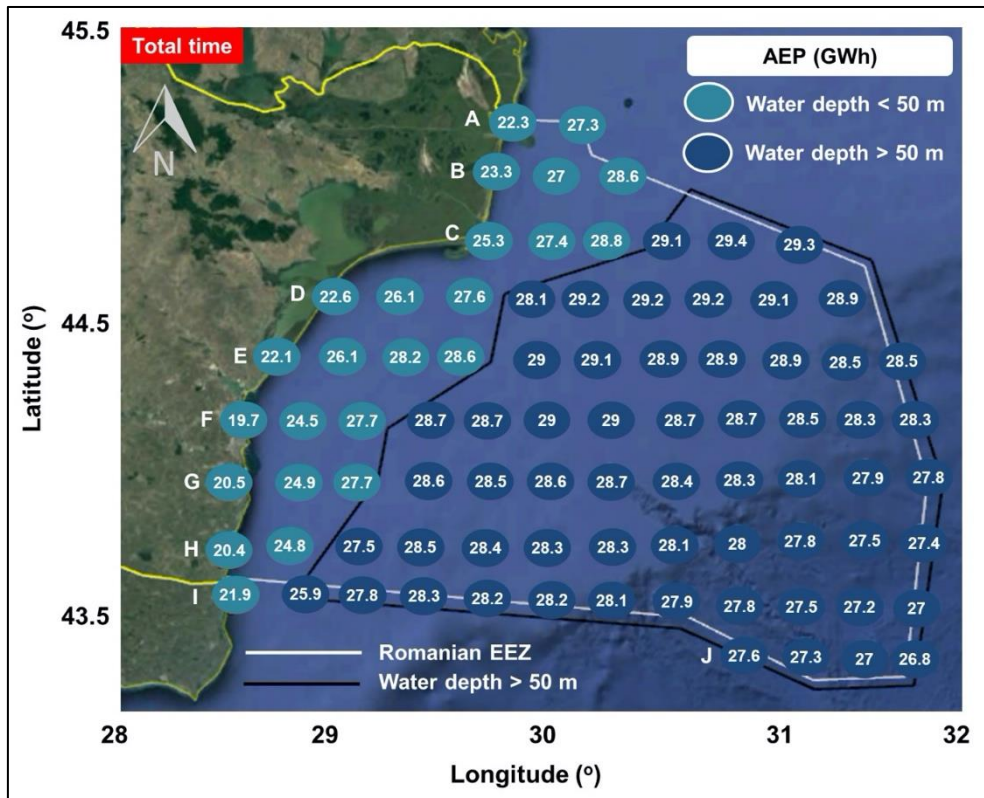 45.5
Total time
AEP (GWh)
Water depth < 50 m
Water depth > 50 m
N
A 22.3 27.3
B 23.3 27 28.6
C 25.3 27.4 28.8 29.1 29.4 29.3
D 22.6 26.1 27.6 28.1 29.2 29.2 29.2 29.1 28.9
44.5
E 22.1 26.1 28.2 28.6 29 29.1 28.9 28.9 28.9 28.5 28.5
F 19.7 24.5 27.7 28.7 28.7 29 29 28.7 28.7 28.5 28.3 28.3
G 20.5 24.9 27.7 28.6 28.5 28.6 28.7 28.4 28.3 28.1 27.9 27.8
H 20.4 24.8 27.5 28.5 28.4 28.3 28.3 28.1 28 27.8 27.5 27.4
I 21.9 25.9 27.8 28.3 28.2 28.2 28.1 27.9 27.8 27.5 27.2 27
43.5
J 27.6 27.3 27 26.8
Romanian EEZ
Water depth > 50 m
Latitude (o)
28 29 30 31 32
Longitude (o)